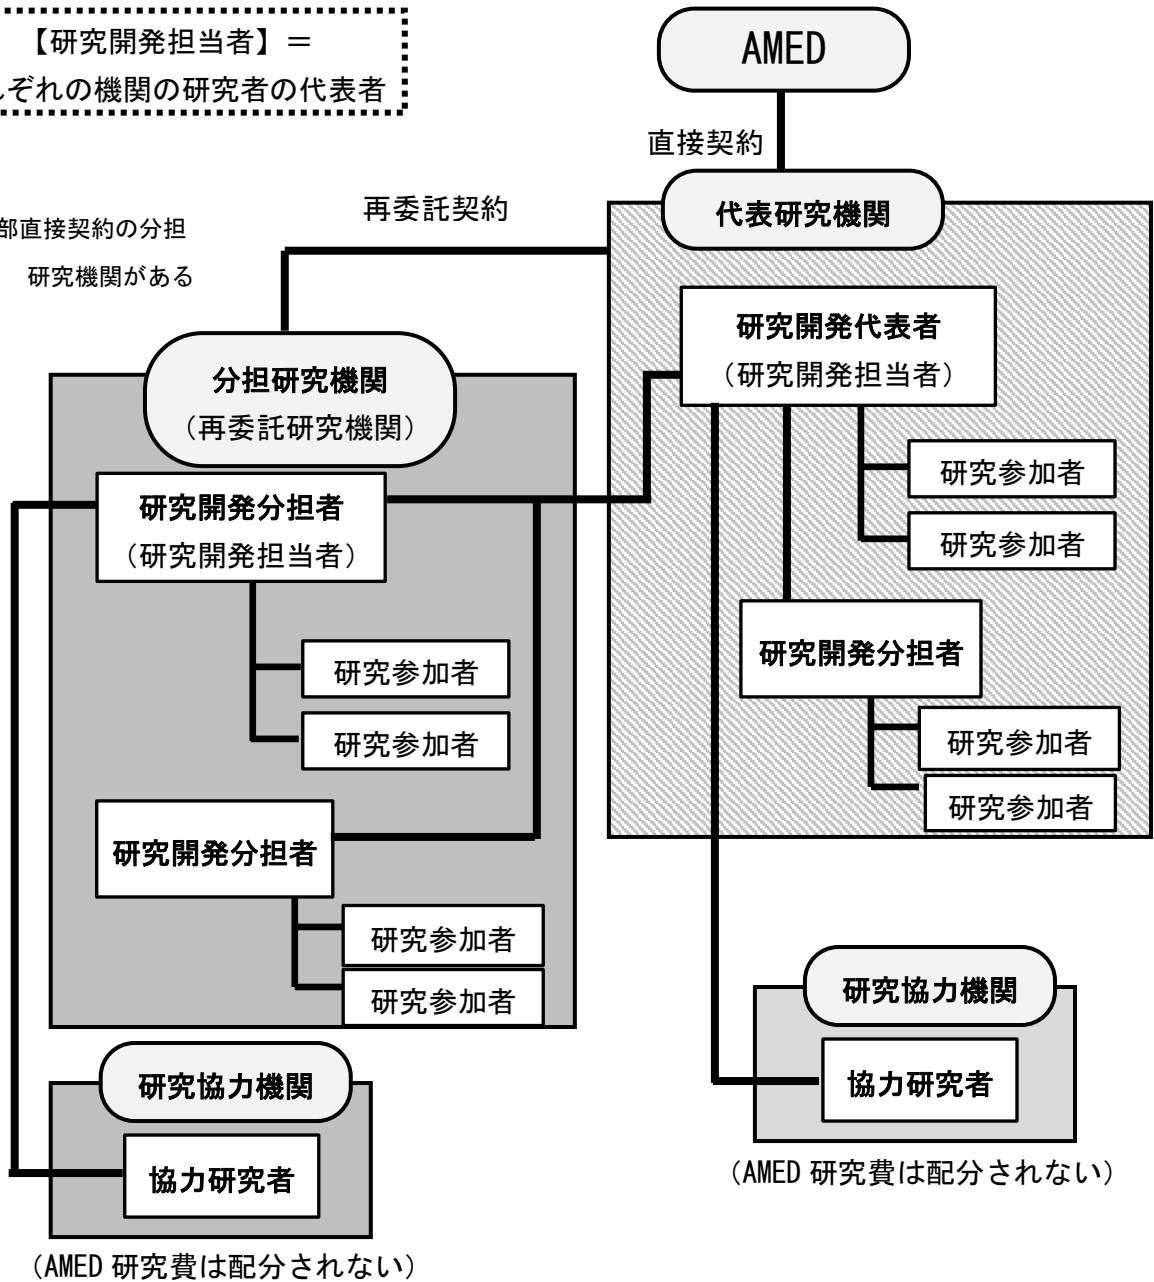 【研究開発担当者】＝
ぞれの機関の研究者の代表者
AMED
直接契約
代表研究機関
再委託契約
部直接契約の分担
研究機関がある
研究開発代表者
（研究開発担当者）
研究参加者
研究参加者
研究開発分担者
研究参加者
研究参加者
分担研究機関
（再委託研究機関）
研究開発分担者
（研究開発担当者）
研究参加者
研究参加者
研究開発分担者
研究参加者
研究参加者
研究協力機関
協力研究者
（AMED 研究費は配分されない）
研究協力機関
協力研究者
（AMED 研究費は配分されない）